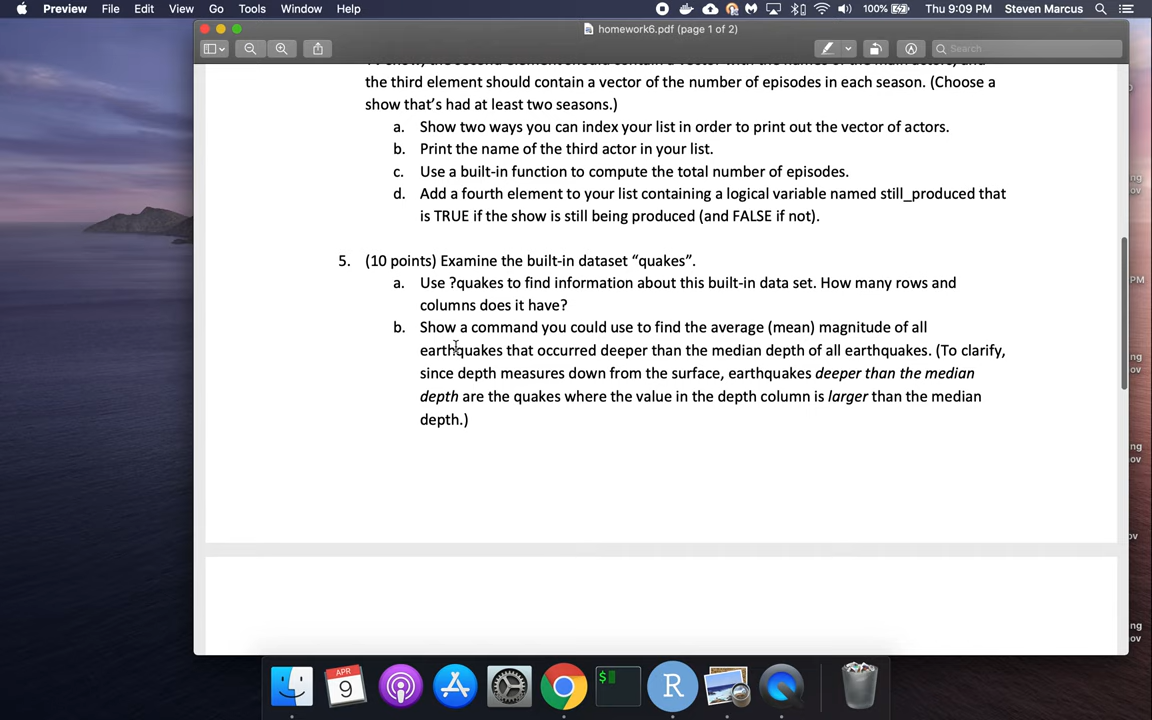 Preview File Edit View Go Tools Window Help 100% Thu 9:09 PM Steven Marcus
homework6.pdf (page 1 of 2)
Search
the third element should contain a vector of the number of episodes in each season. (Choose a
show that's had at least two seasons.)
a. Show two ways you can index your list in order to print out the vector of actors.
b. Print the name of the third actor in your list.
c. Use a built-in function to compute the total number of episodes.
d. Add a fourth element to your list containing a logical variable named still_produced that
is TRUE if the show is still being produced (and FALSE if not).
5. (10 points) Examine the built-in dataset “quakes”.
a. Use ?quakes to find information about this built-in data set. How many rows and
columns does it have?
b. Show a command you could use to find the average (mean) magnitude of all
earthquakes that occurred deeper than the median depth of all earthquakes. (To clarify,
since depth measures down from the surface, earthquakes deeper than the median
depth are the quakes where the value in the depth column is larger than the median
depth.)
ng
ov
PM
ng
ov
ng
ov
ov
ng
ov
APR
9
$
R